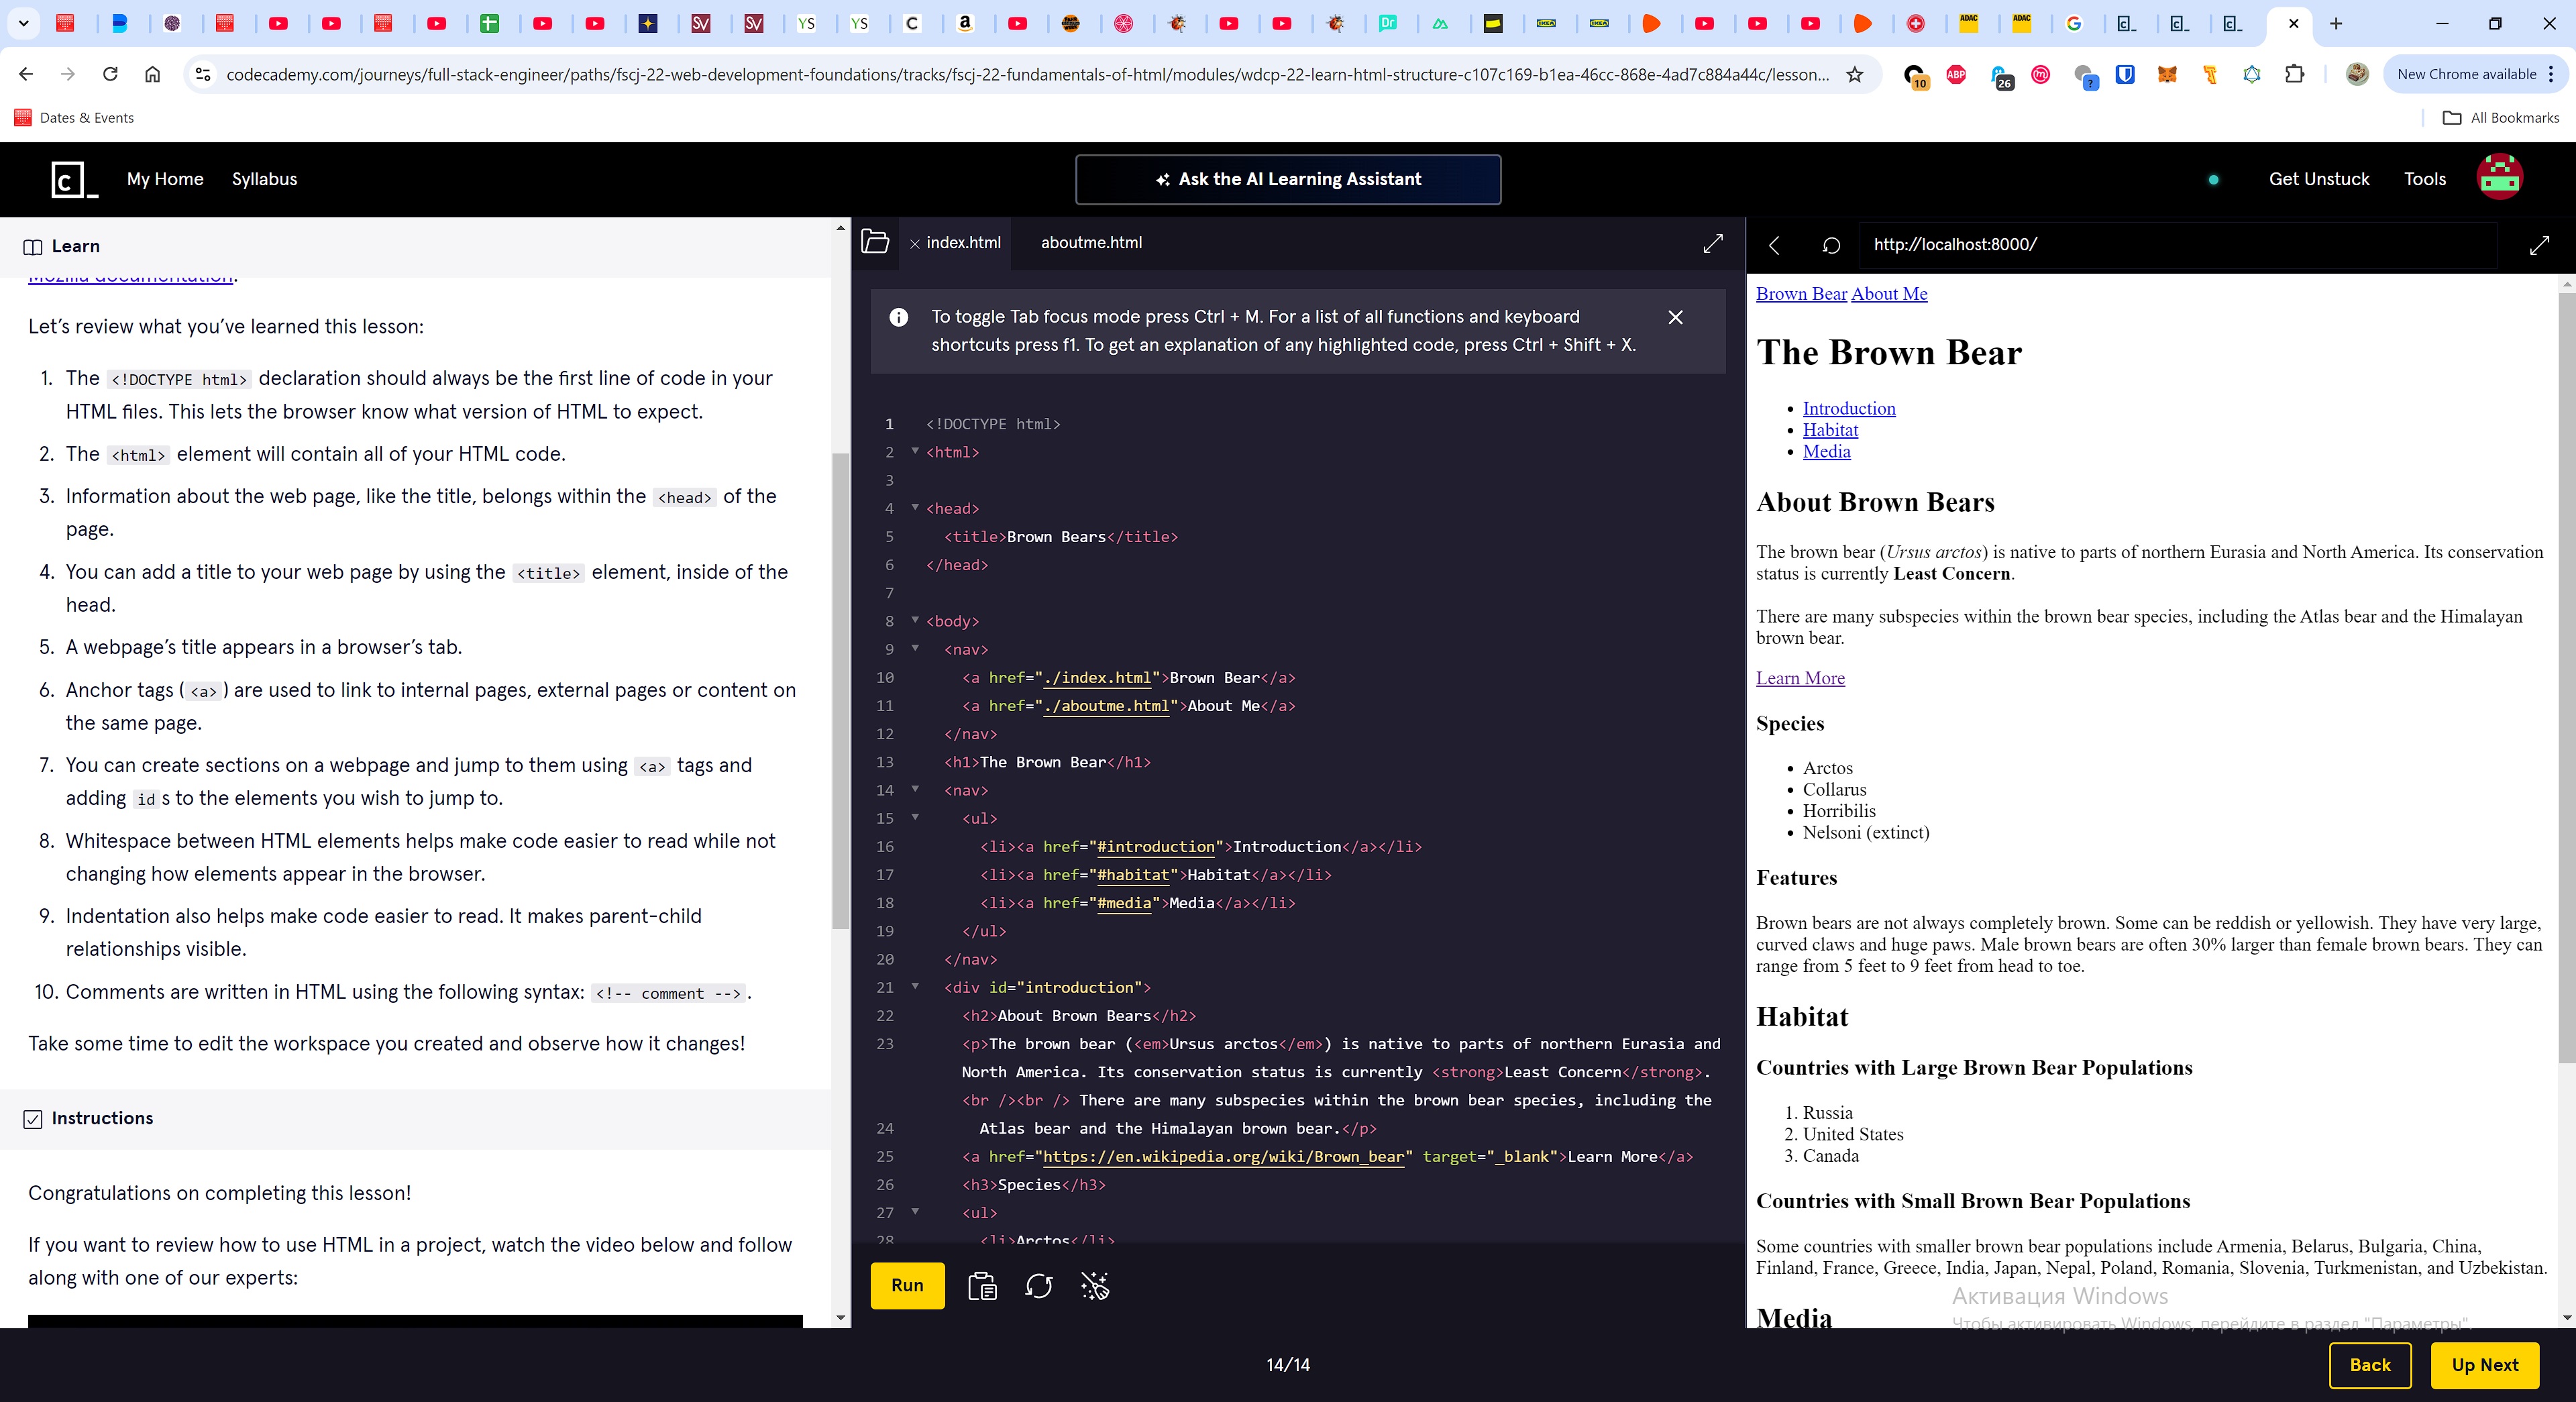 codecademy.com/journeys/full-stack-engineer/paths/fscj-22-web-development-foundations/tracks/fscj-22-fundamentals-of-html/modules/wdcp-22-learn-html-structure-c107c169-b1ea-46cc-868e-4ad7c884a44c/lesson...
New Chrome available
Dates & Events
All Bookmarks
My Home
Syllabus
Ask the AI Learning Assistant
Get Unstuck
Tools
Learn
Mozilla documentation.
Let's review what you've learned this lesson:
1. The <!DOCTYPE html> declaration should always be the first line of code in your
HTML files. This lets the browser know what version of HTML to expect.
2. The <html> element will contain all of your HTML code.
3. Information about the web page, like the title, belongs within the <head> of the
page.
4. You can add a title to your web page by using the <title> element, inside of the
head.
5. A webpage's title appears in a browser's tab.
6. Anchor tags (<a>) are used to link to internal pages, external pages or content on
the same page.
7. You can create sections on a webpage and jump to them using <a> tags and
adding id s to the elements you wish to jump to.
8. Whitespace between HTML elements helps make code easier to read while not
changing how elements appear in the browser.
9. Indentation also helps make code easier to read. It makes parent-child
relationships visible.
10. Comments are written in HTML using the following syntax: <!-- comment -->.
Take some time to edit the workspace you created and observe how it changes!
Instructions
Congratulations on completing this lesson!
If you want to review how to use HTML in a project, watch the video below and follow
along with one of our experts:
index.html
aboutme.html
To toggle Tab focus mode press Ctrl + M. For a list of all functions and keyboard
shortcuts press f1. To get an explanation of any highlighted code, press Ctrl + Shift + X.
1 <!DOCTYPE html>
2 <html>
3
4 <head>
5 <title>Brown Bears</title>
6 </head>
7
8 <body>
9 <nav>
10 <a href="./index.html">Brown Bear</a>
11 <a href="./aboutme.html">About Me</a>
12 </nav>
13 <h1>The Brown Bear</h1>
14 <nav>
15 <ul>
16 <li><a href="#introduction">Introduction</a></li>
17 <li><a href="#habitat">Habitat</a></li>
18 <li><a href="#media">Media</a></li>
19 </ul>
20 </nav>
21 <div id="introduction">
22 <h2>About Brown Bears</h2>
23 <p>The brown bear (<em>Ursus arctos</em>) is native to parts of northern Eurasia and
North America. Its conservation status is currently <strong>Least Concern</strong>.
<br /><br /> There are many subspecies within the brown bear species, including the
24 Atlas bear and the Himalayan brown bear.</p>
25 <a href="https://en.wikipedia.org/wiki/Brown_bear" target="_blank">Learn More</a>
26 <h3>Species</h3>
27 <ul>
28 <li>Arctos</li>
Run
http://localhost:8000/
Brown Bear About Me
The Brown Bear
Introduction
Habitat
Media
About Brown Bears
The brown bear (Ursus arctos) is native to parts of northern Eurasia and North America. Its conservation
status is currently Least Concern.
There are many subspecies within the brown bear species, including the Atlas bear and the Himalayan
brown bear.
Learn More
Species
Arctos
Collarus
Horribilis
Nelsoni (extinct)
Features
Brown bears are not always completely brown. Some can be reddish or yellowish. They have very large,
curved claws and huge paws. Male brown bears are often 30% larger than female brown bears. They can
range from 5 feet to 9 feet from head to toe.
Habitat
Countries with Large Brown Bear Populations
1. Russia
2. United States
3. Canada
Countries with Small Brown Bear Populations
Some countries with smaller brown bear populations include Armenia, Belarus, Bulgaria, China,
Finland, France, Greece, India, Japan, Nepal, Poland, Romania, Slovenia, Turkmenistan, and Uzbekistan.
Media
Активация Windows
Чтобы активировать Windows, перейдите в раздел "Параметры".
14/14
Back
Up Next